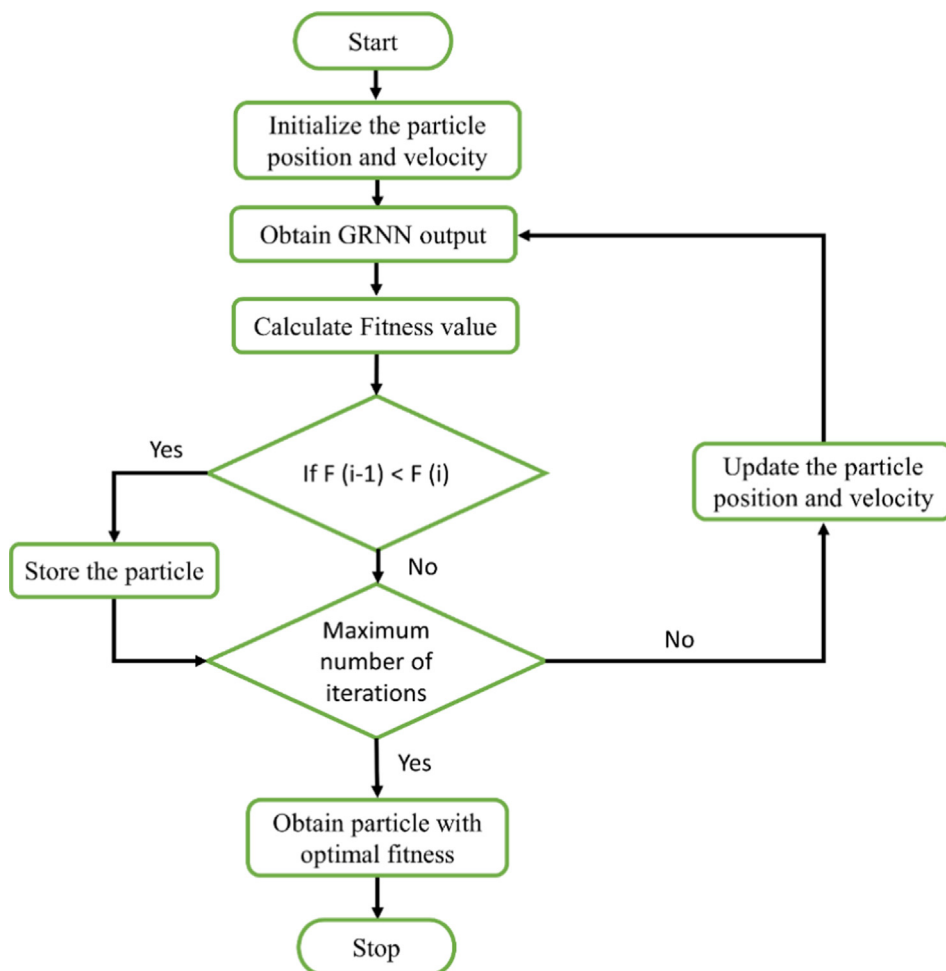 Start
Initialize the particle
position and velocity
Obtain GRNN output
Calculate Fitness value
Yes
If F (i-1) < F (i)
Update the particle
position and velocity
Store the particle
No
Maximum
number of
iterations
No
Yes
Obtain particle with
optimal fitness
Stop